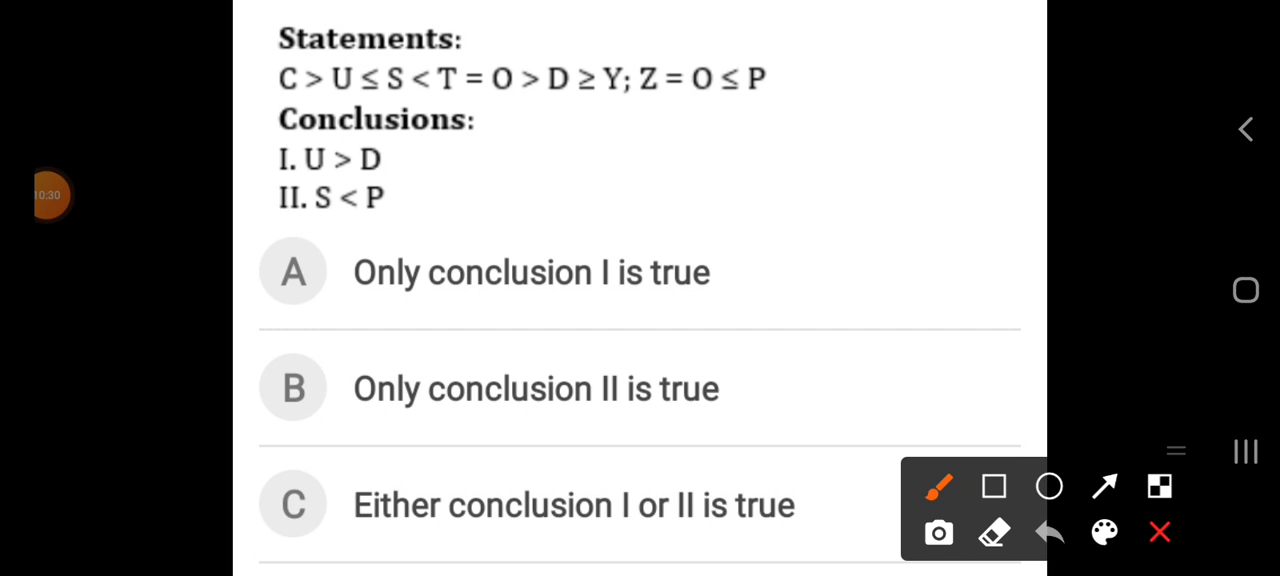 Statements:
C > U ≤ S < T = O > D ≥ Y; Z = O ≤ P
Conclusions:
I. U > D
II. S < P
10:30
A Only conclusion I is true
B Only conclusion II is true
C Either conclusion I or II is true